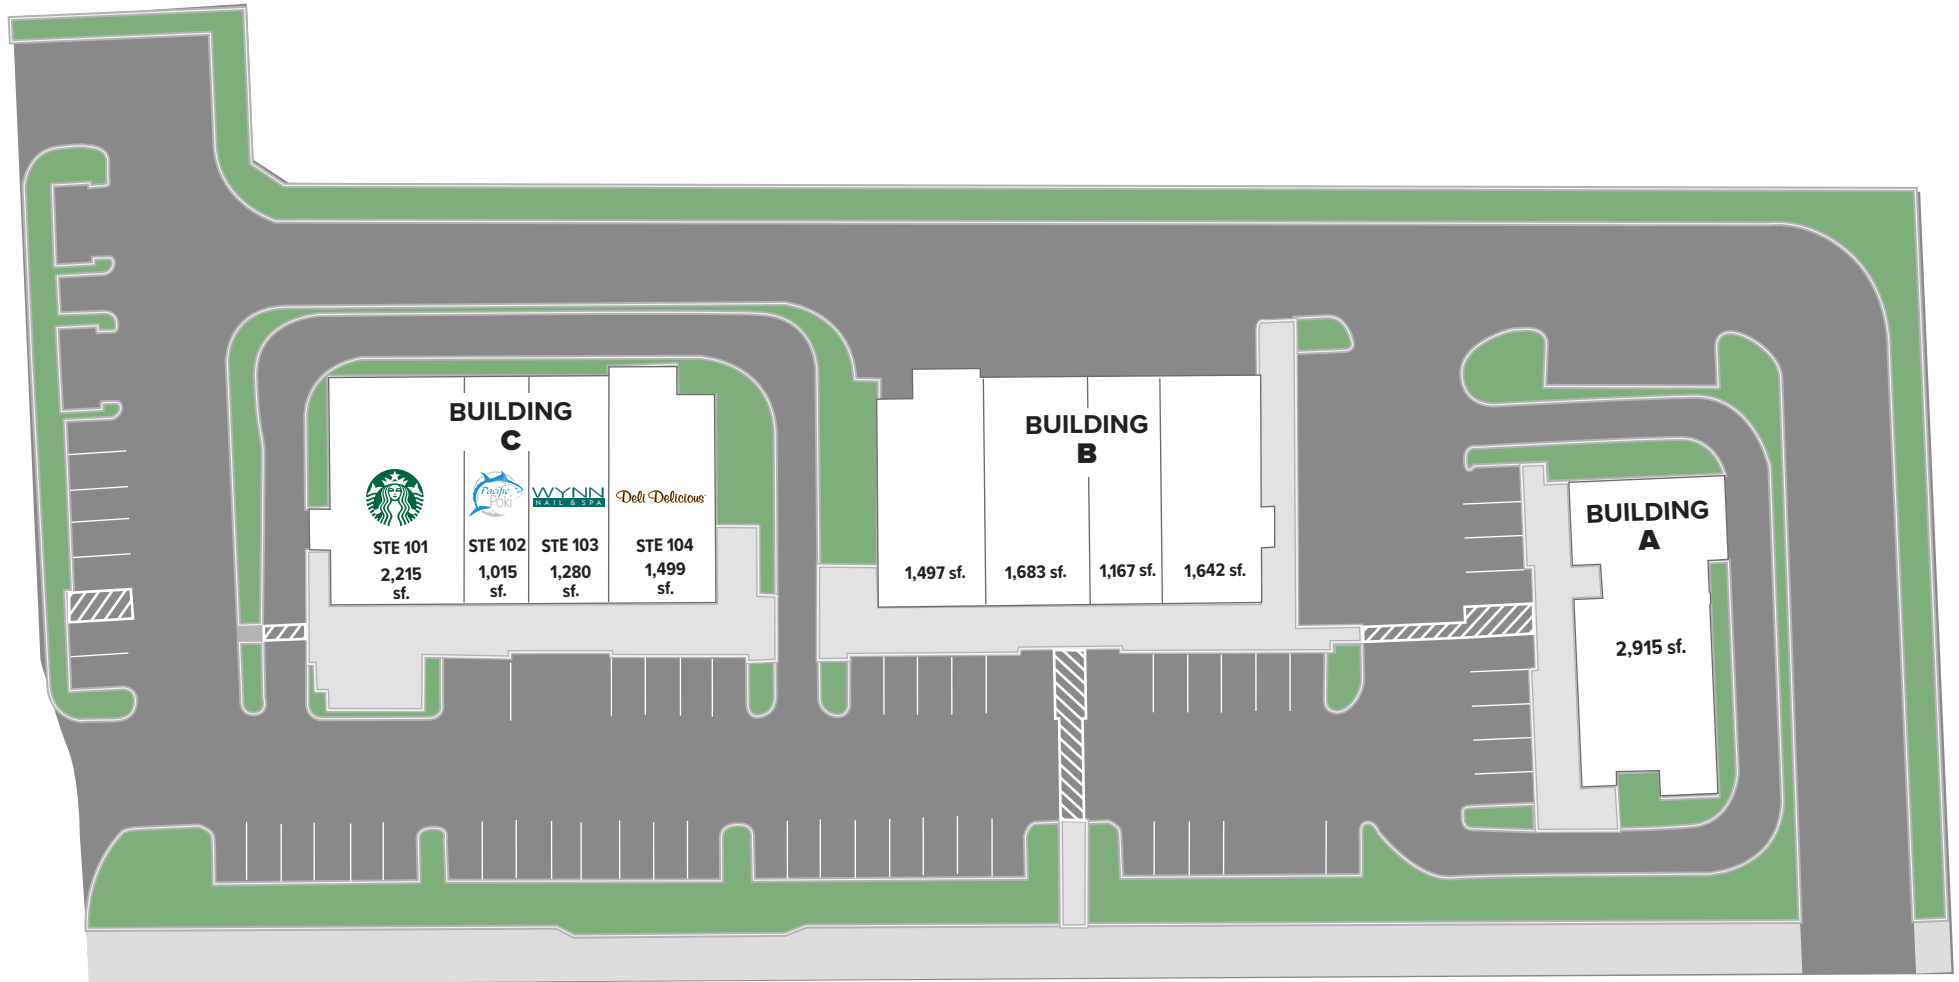 BUILDING
C
Pacific
Poki
WYNN
NAIL & SPA
Deli Delicious
STE 101
2,215
sf.
STE 102
1,015
sf.
STE 103
1,280
sf.
STE 104
1,499
sf.
BUILDING
B
1,497 sf.
1,683 sf.
1,167 sf.
1,642 sf.
BUILDING
A
2,915 sf.